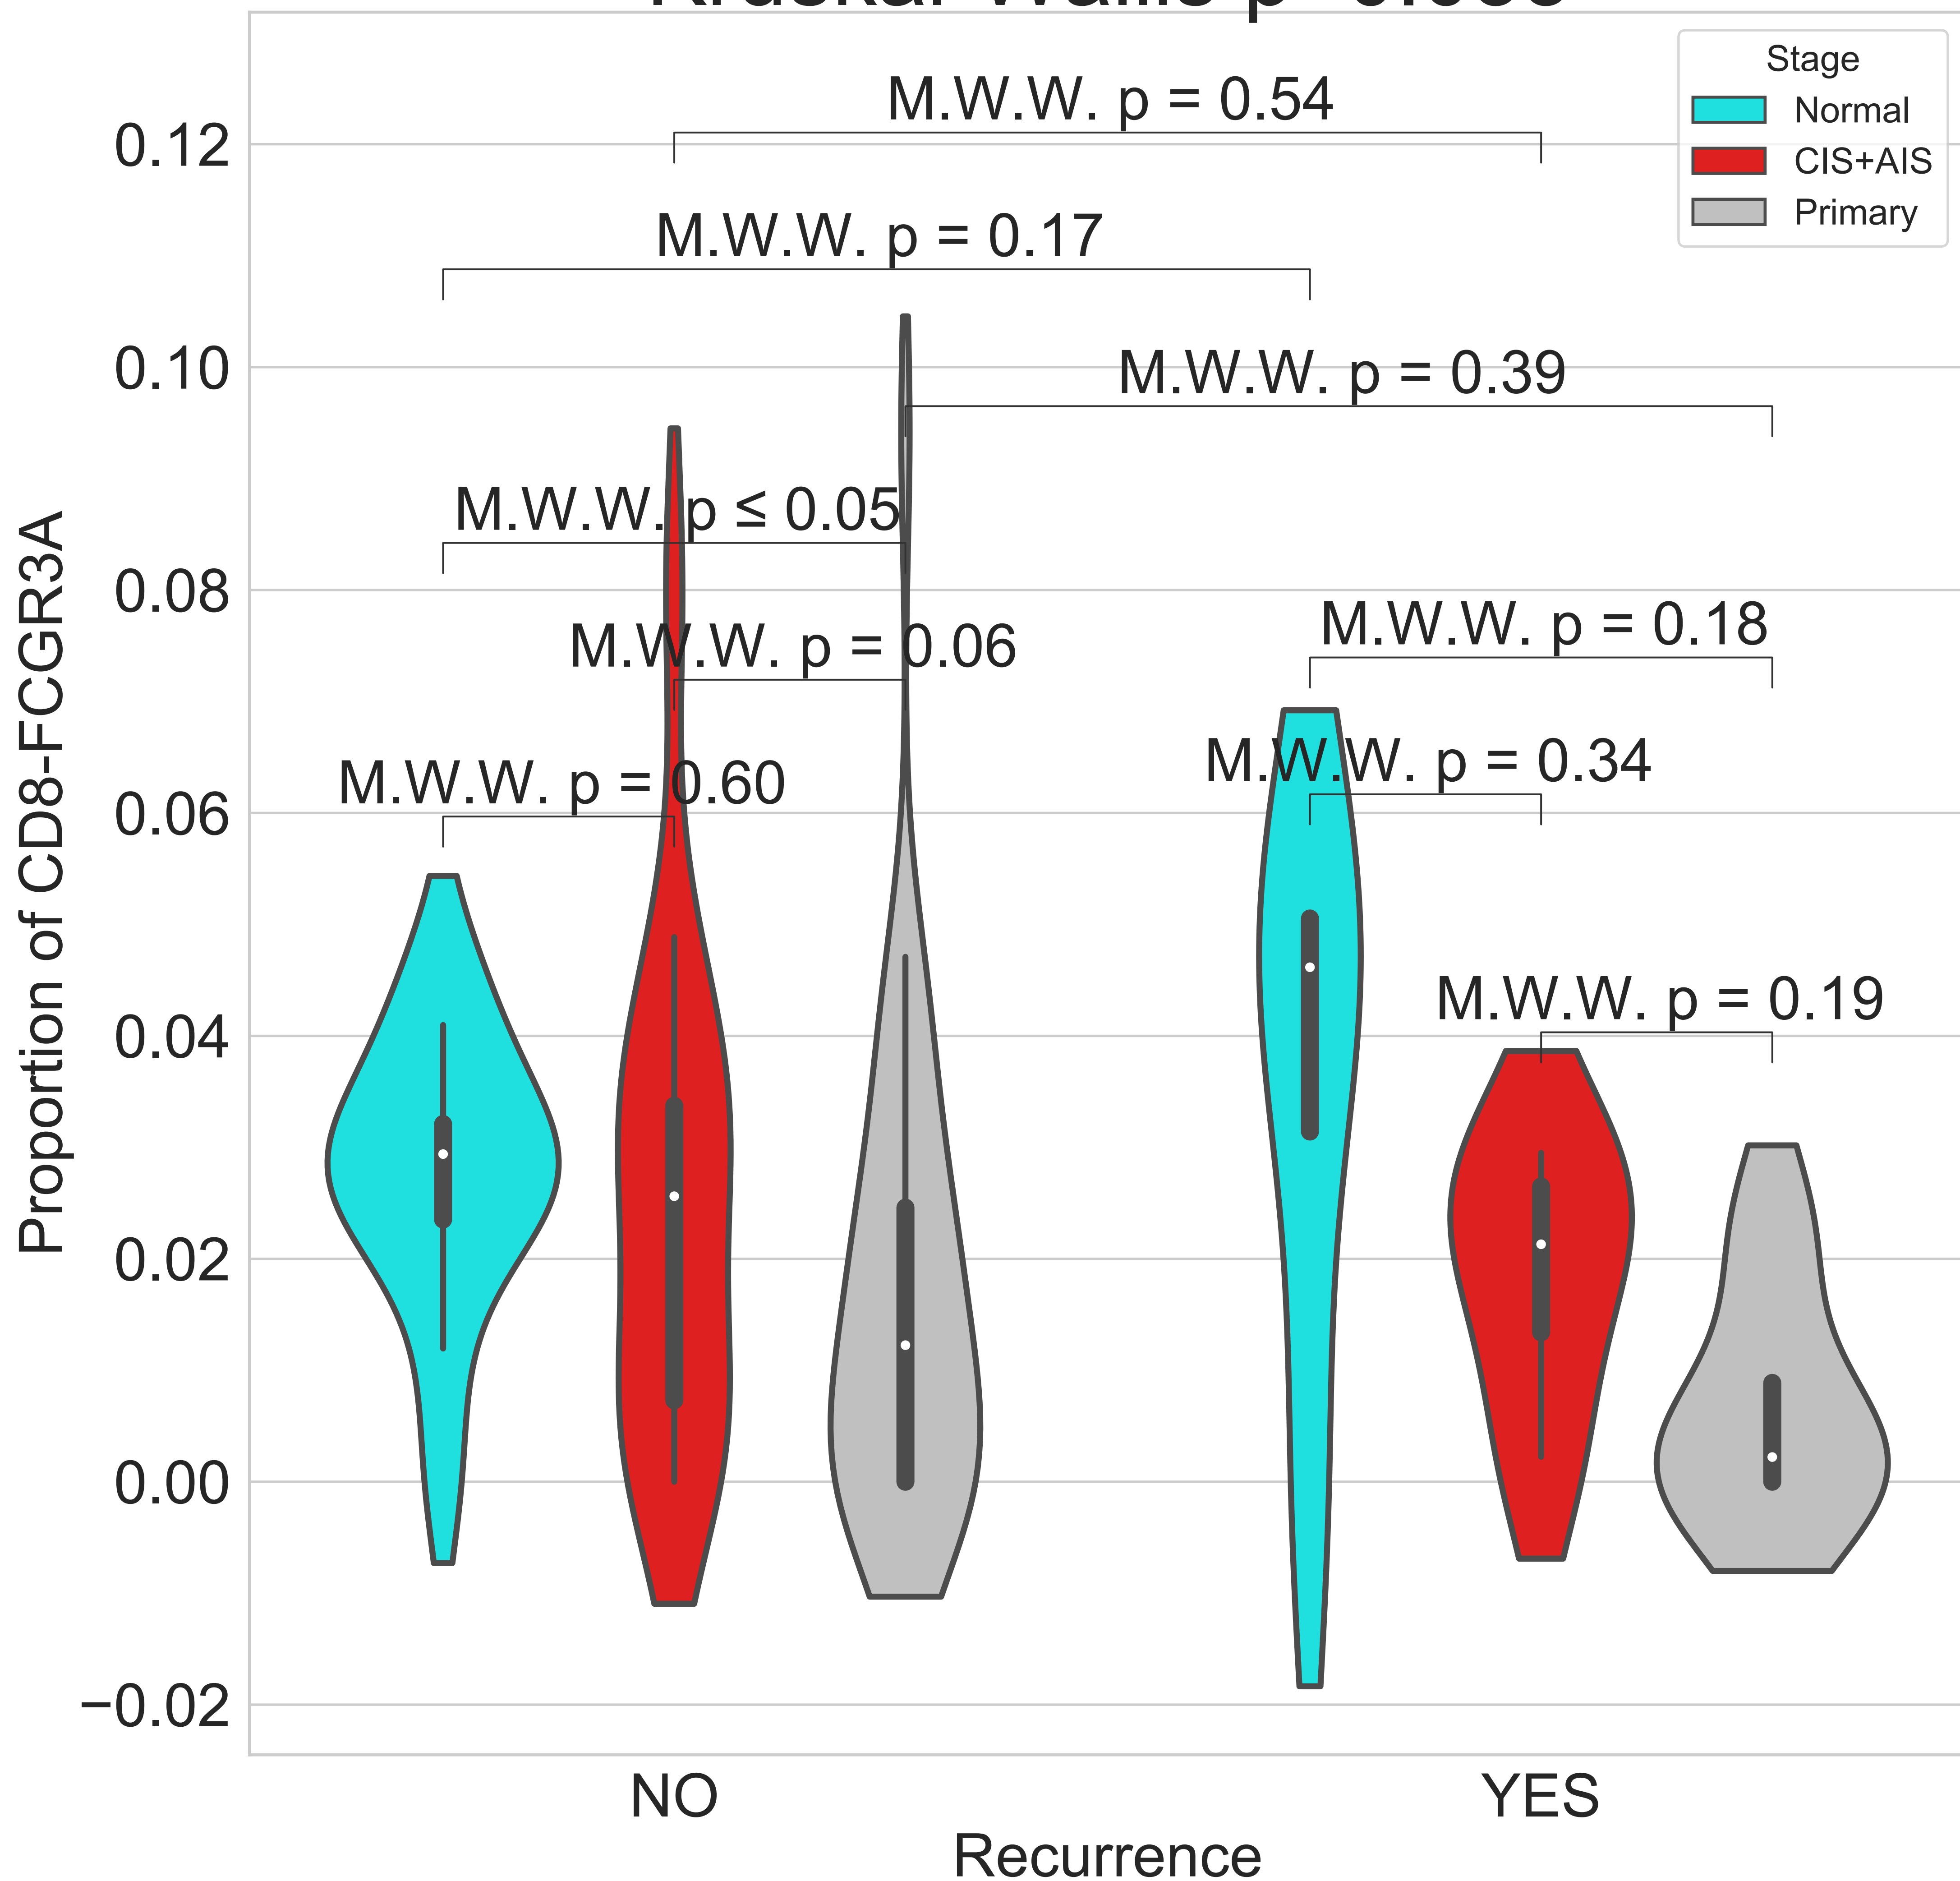 Stage
Normal
CIS+AIS
Primary
M.W.W. p = 0.54
M.W.W. p = 0.17
M.W.W. p = 0.39
M.W.W. p ≤ 0.05
M.W.W. p = 0.06
M.W.W. p = 0.18
M.W.W. p = 0.60
M.W.W. p = 0.34
M.W.W. p = 0.19
0.12
0.10
0.08
0.06
0.04
0.02
0.00
−0.02
Proportion of CD8-FCGR3A
NO
YES
Recurrence